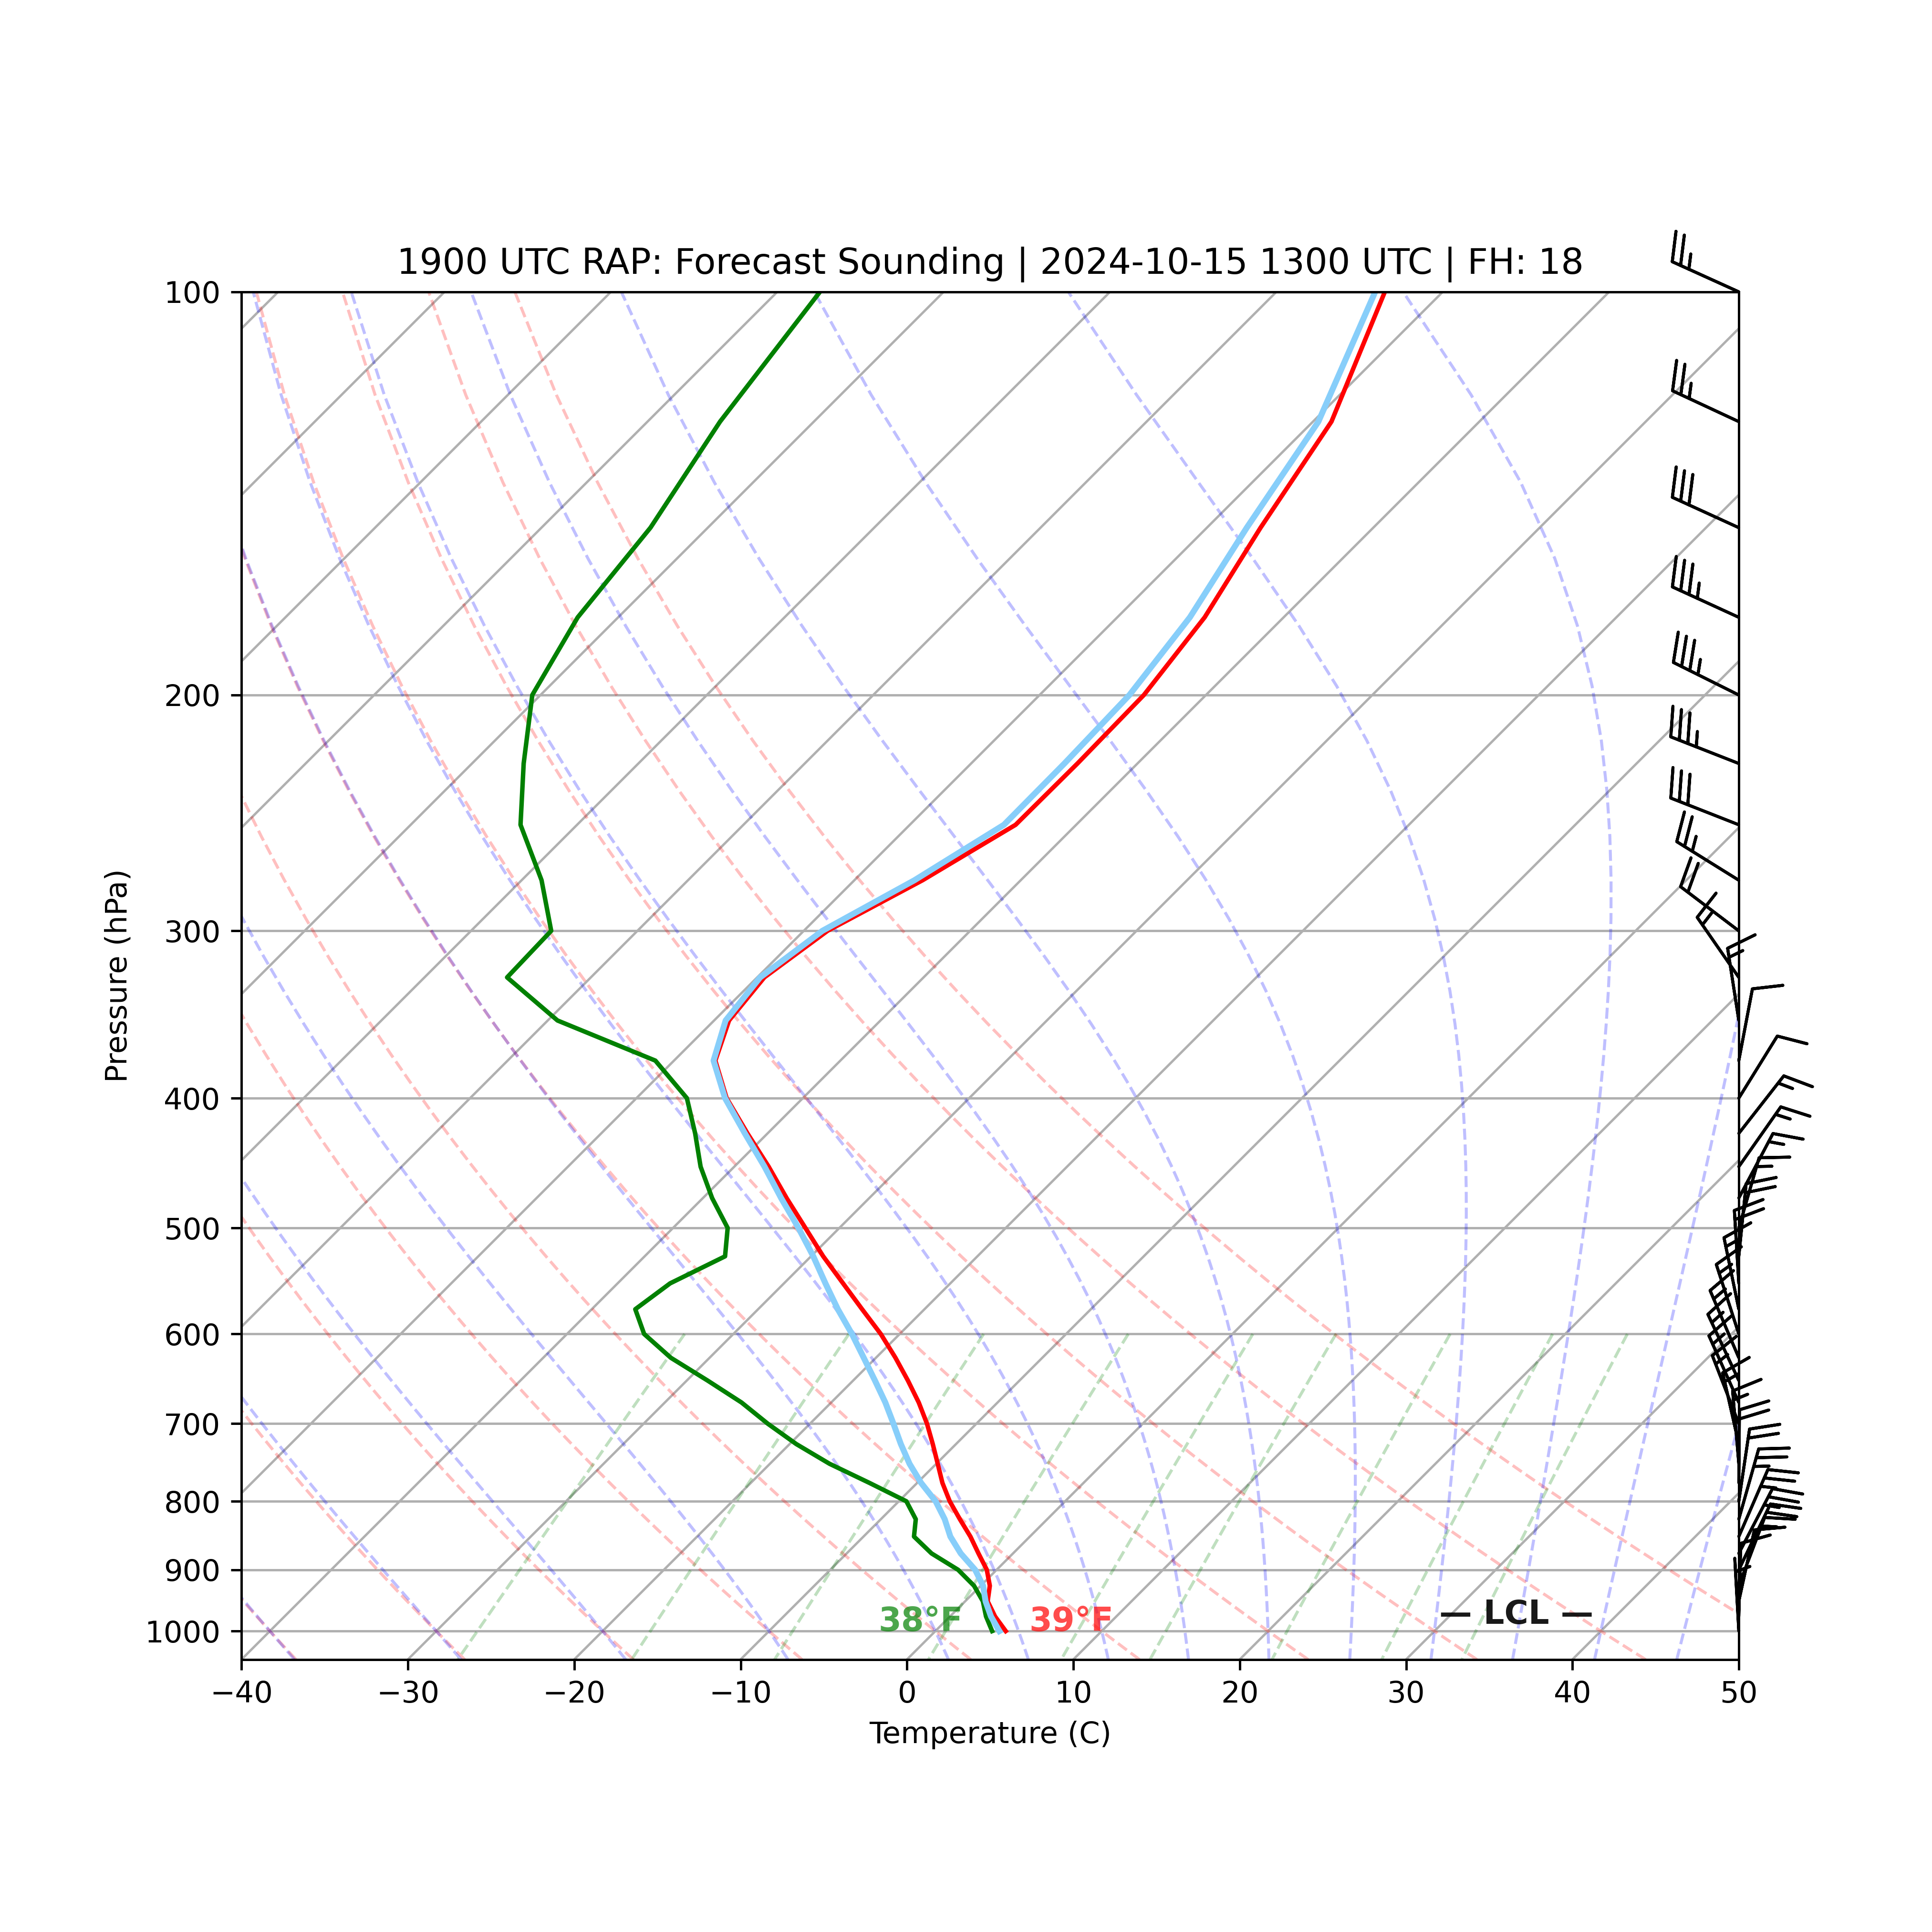 1900 UTC RAP: Forecast Sounding | 2024-10-15 1300 UTC | FH: 18
100
200
300
400
500
600
700
800
900
1000
Pressure (hPa)
38°F 39°F — LCL —
−40 −30 −20 −10 0 10 20 30 40 50
Temperature (C)